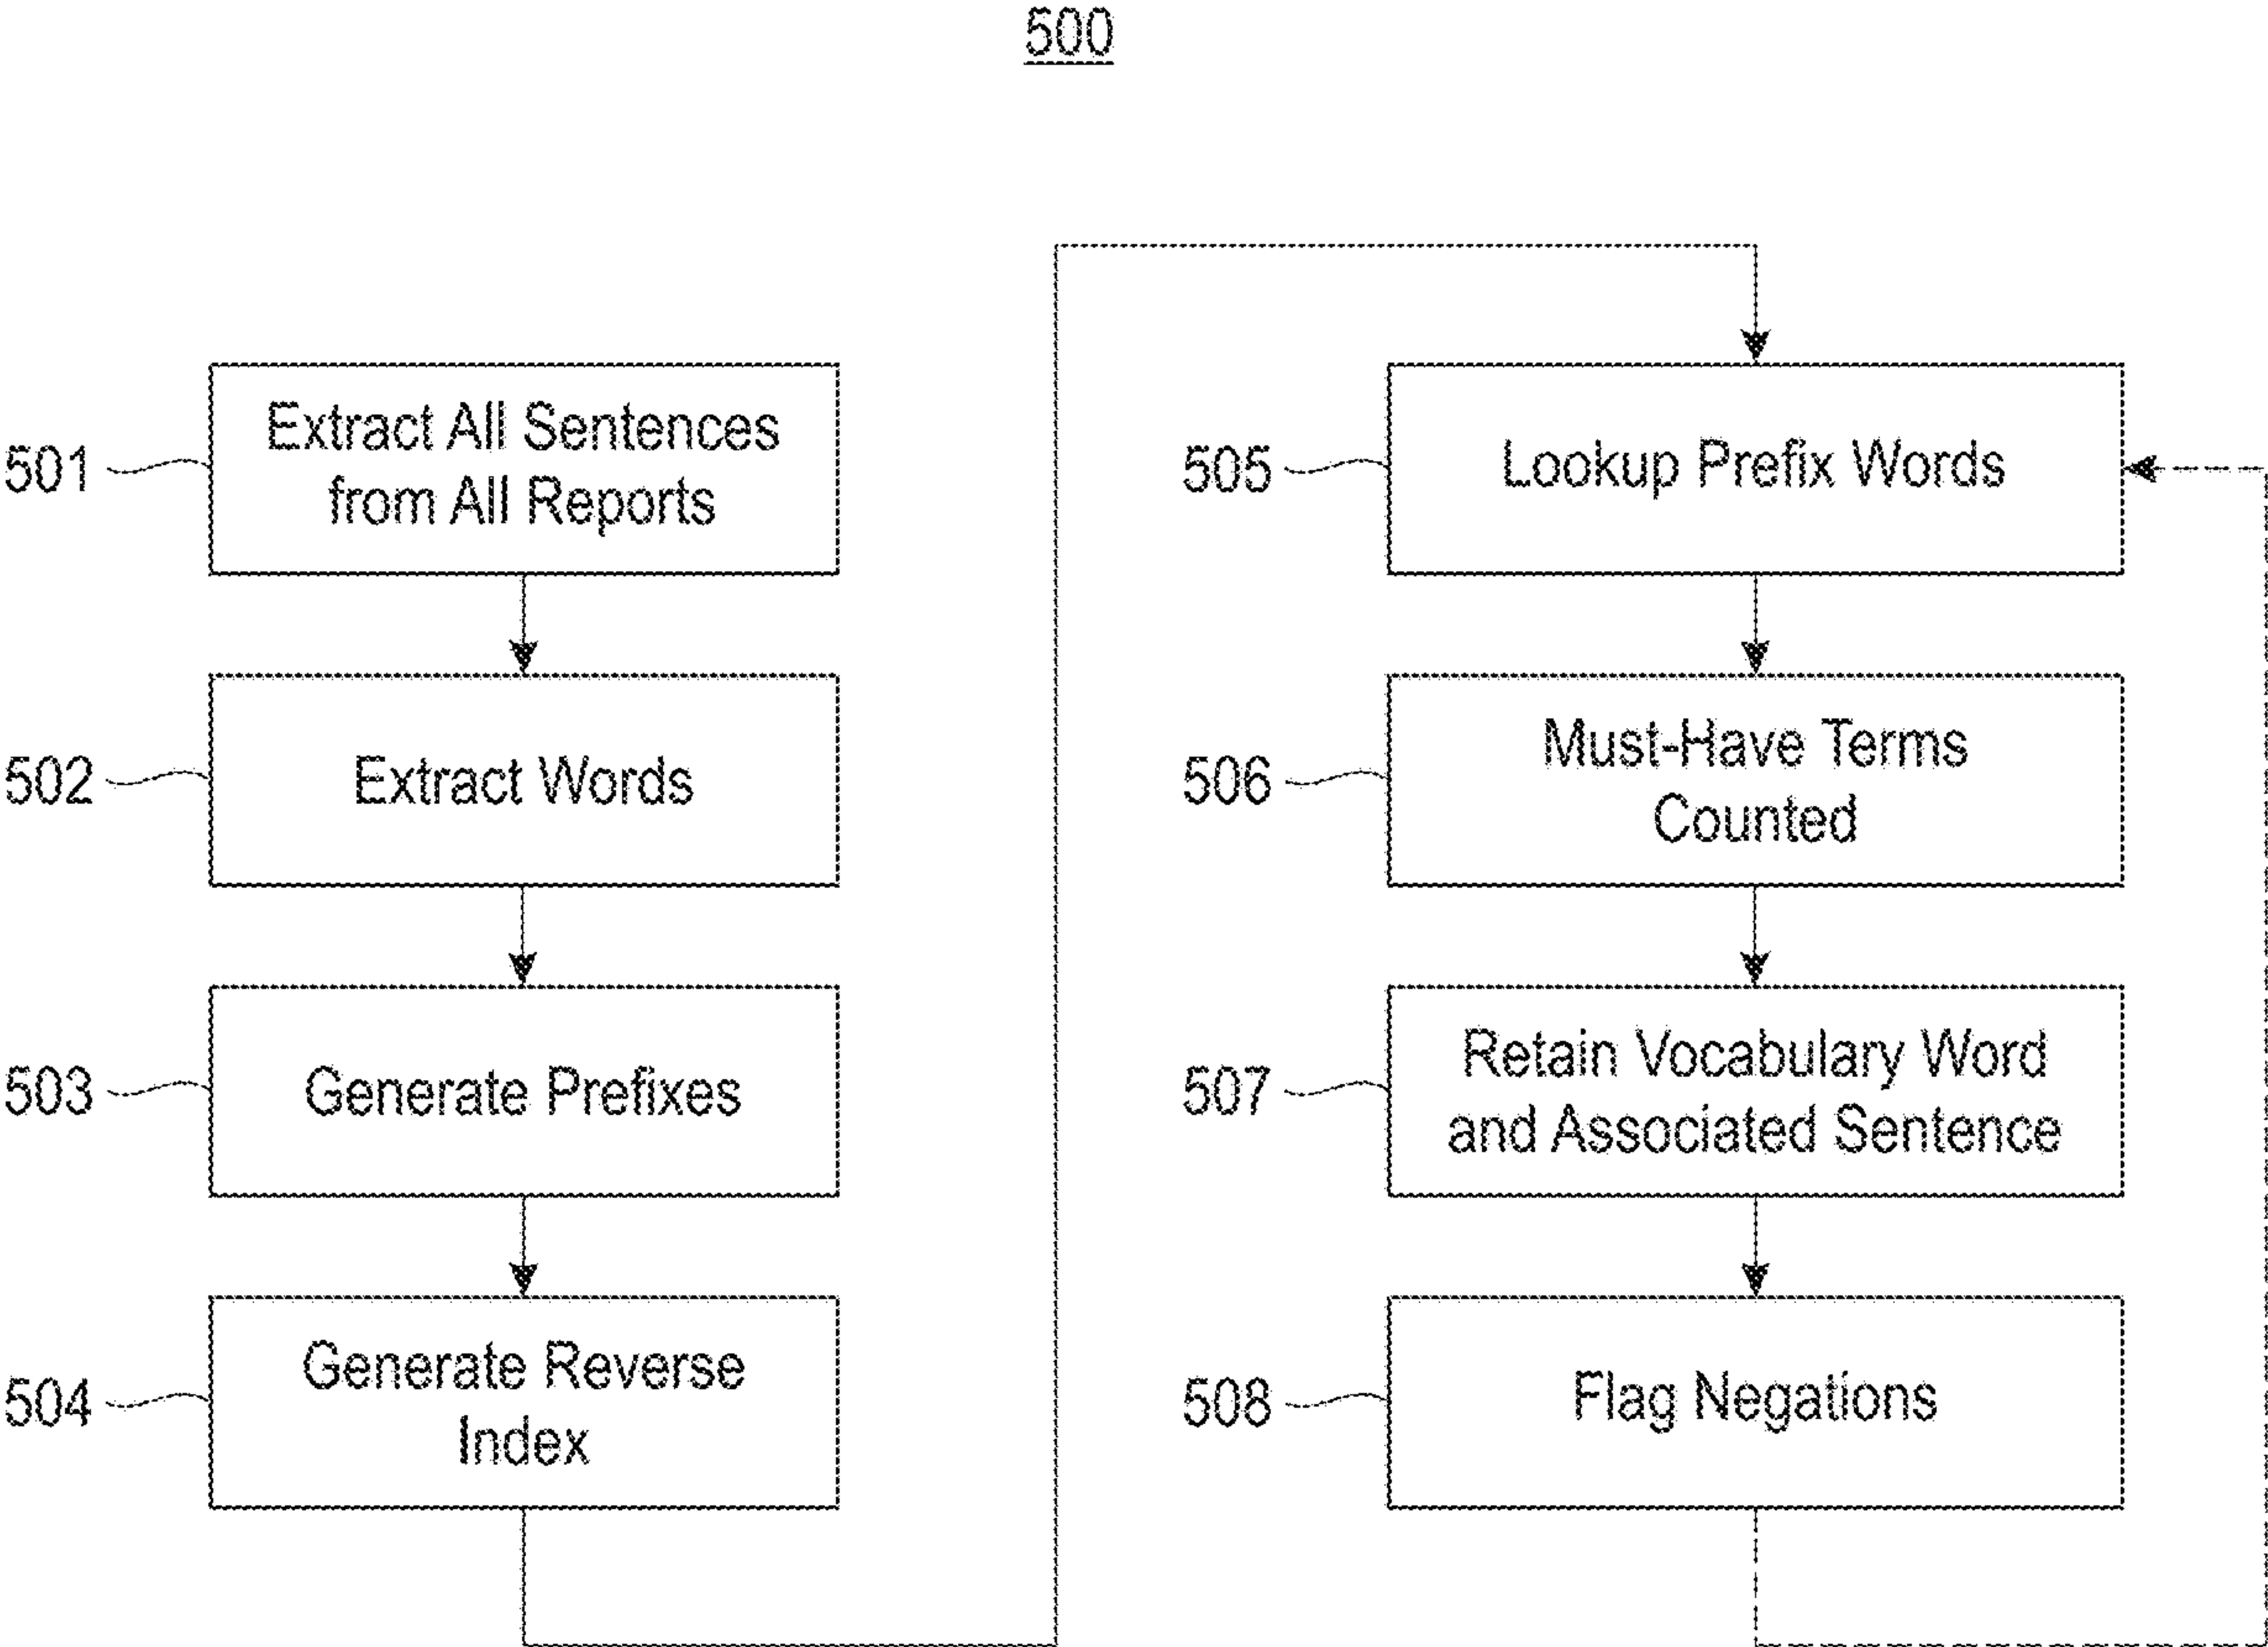 500
501
Extract All Sentences
from All Reports
502
Extract Words
503
Generate Prefixes
504
Generate Reverse
Index
505
Lookup Prefix Words
506
Must-Have Terms
Counted
507
Retain Vocabulary Word
and Associated Sentence
508
Flag Negations